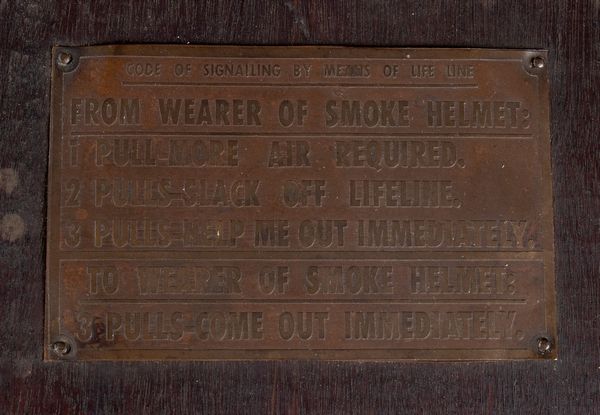 CODE OF SIGNALLING BY MEANS OF LIFE LINE
FROM WEARER OF SMOKE HELMET:
1 PULL-MORE AIR REQUIRED.
2 PULLS-SLACK OFF LIFELINE.
3 PULLS-HELP ME OUT IMMEDIATELY.
TO WEARER OF SMOKE HELMET:
3 PULLS-COME OUT IMMEDIATELY.